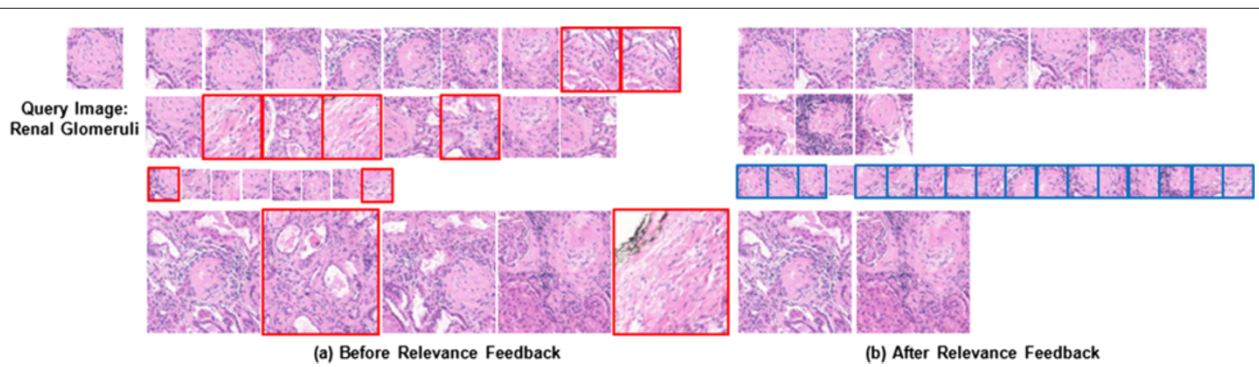 Query Image:
Renal Glomeruli
(a) Before Relevance Feedback
(b) After Relevance Feedback